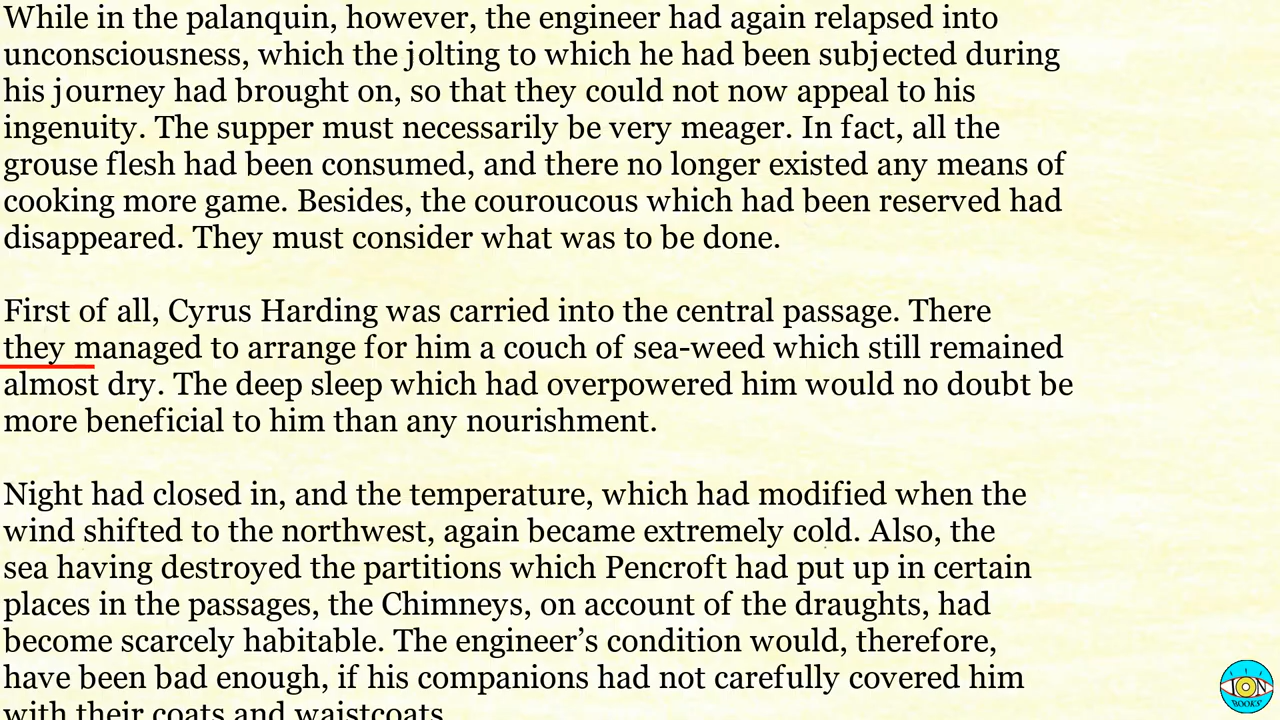 While in the palanquin, however, the engineer had again relapsed into
unconsciousness, which the jolting to which he had been subjected during
his journey had brought on, so that they could not now appeal to his
ingenuity. The supper must necessarily be very meager. In fact, all the
grouse flesh had been consumed, and there no longer existed any means of
cooking more game. Besides, the couroucous which had been reserved had
disappeared. They must consider what was to be done.
First of all, Cyrus Harding was carried into the central passage. There
they managed to arrange for him a couch of sea-weed which still remained
almost dry. The deep sleep which had overpowered him would no doubt be
more beneficial to him than any nourishment.
Night had closed in, and the temperature, which had modified when the
wind shifted to the northwest, again became extremely cold. Also, the
sea having destroyed the partitions which Pencroft had put up in certain
places in the passages, the Chimneys, on account of the draughts, had
become scarcely habitable. The engineer’s condition would, therefore,
have been bad enough, if his companions had not carefully covered him
with their coats and waistcoats.
ION
BOOKS